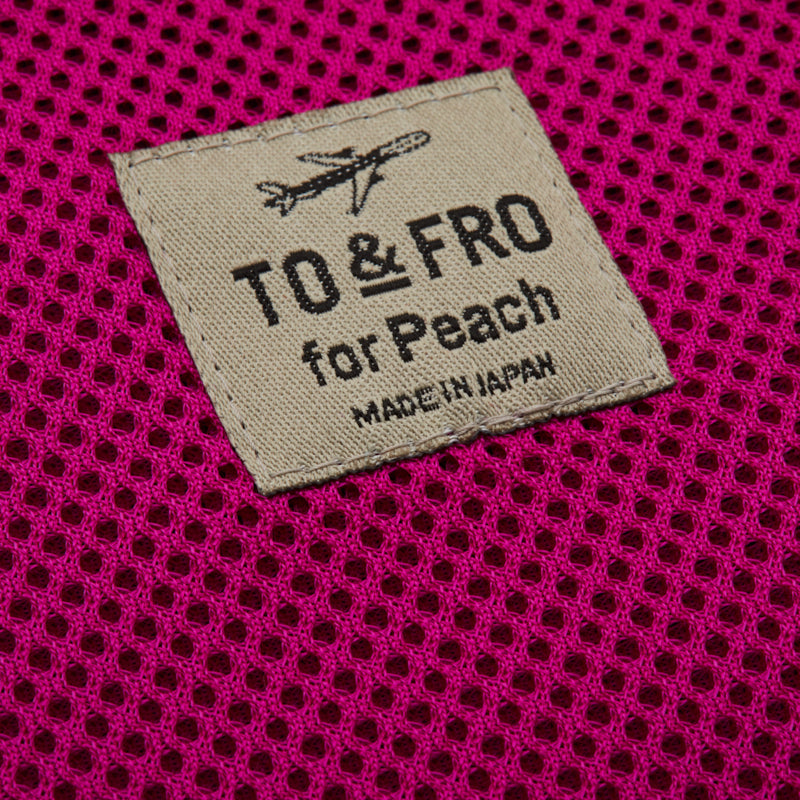 TO & FRO
for Peach
MADE IN JAPAN